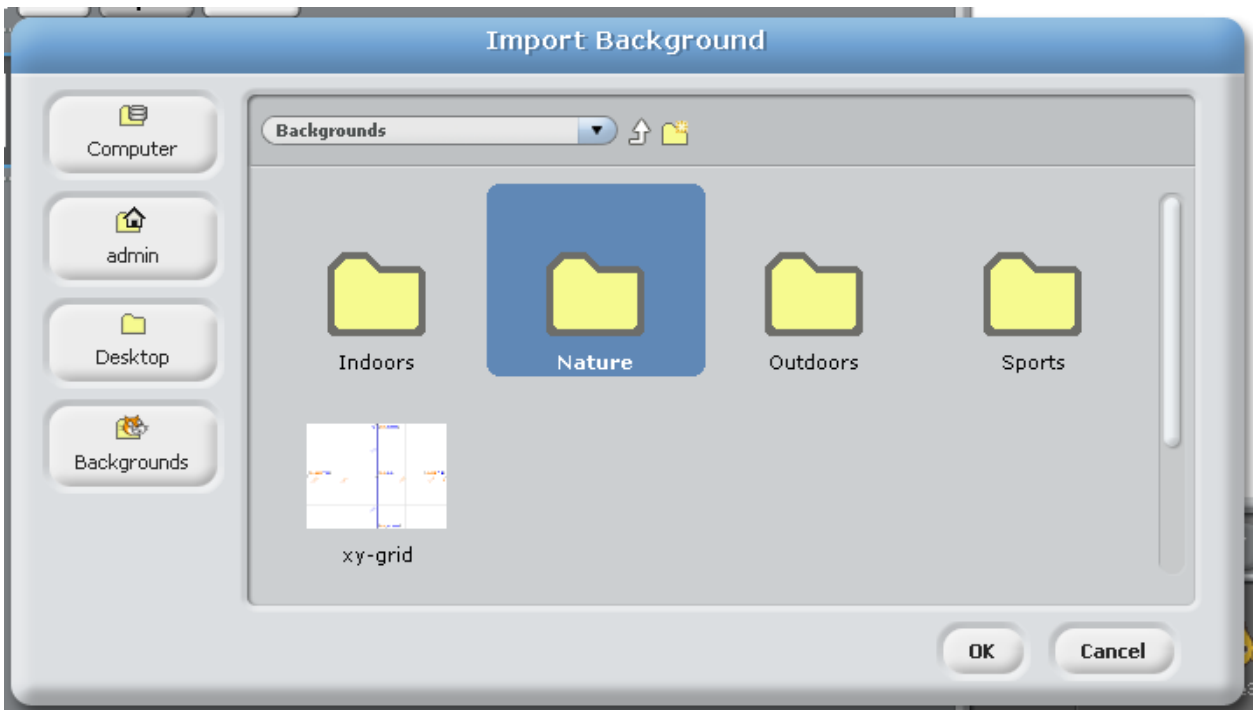 Import Background
Computer
admin
Desktop
Backgrounds
Backgrounds
Indoors
Nature
Outdoors
Sports
xy-grid
OK
Cancel